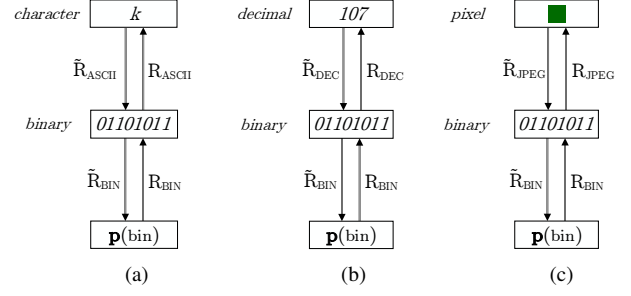 character k decimal 107 pixel
R̃ASCII RASCII R̃DEC RDEC R̃JPEG RJPEG
binary 01101011 binary 01101011 binary 01101011
R̃BIN RBIN R̃BIN RBIN R̃BIN RBIN
p(bin) p(bin) p(bin)
(a) (b) (c)